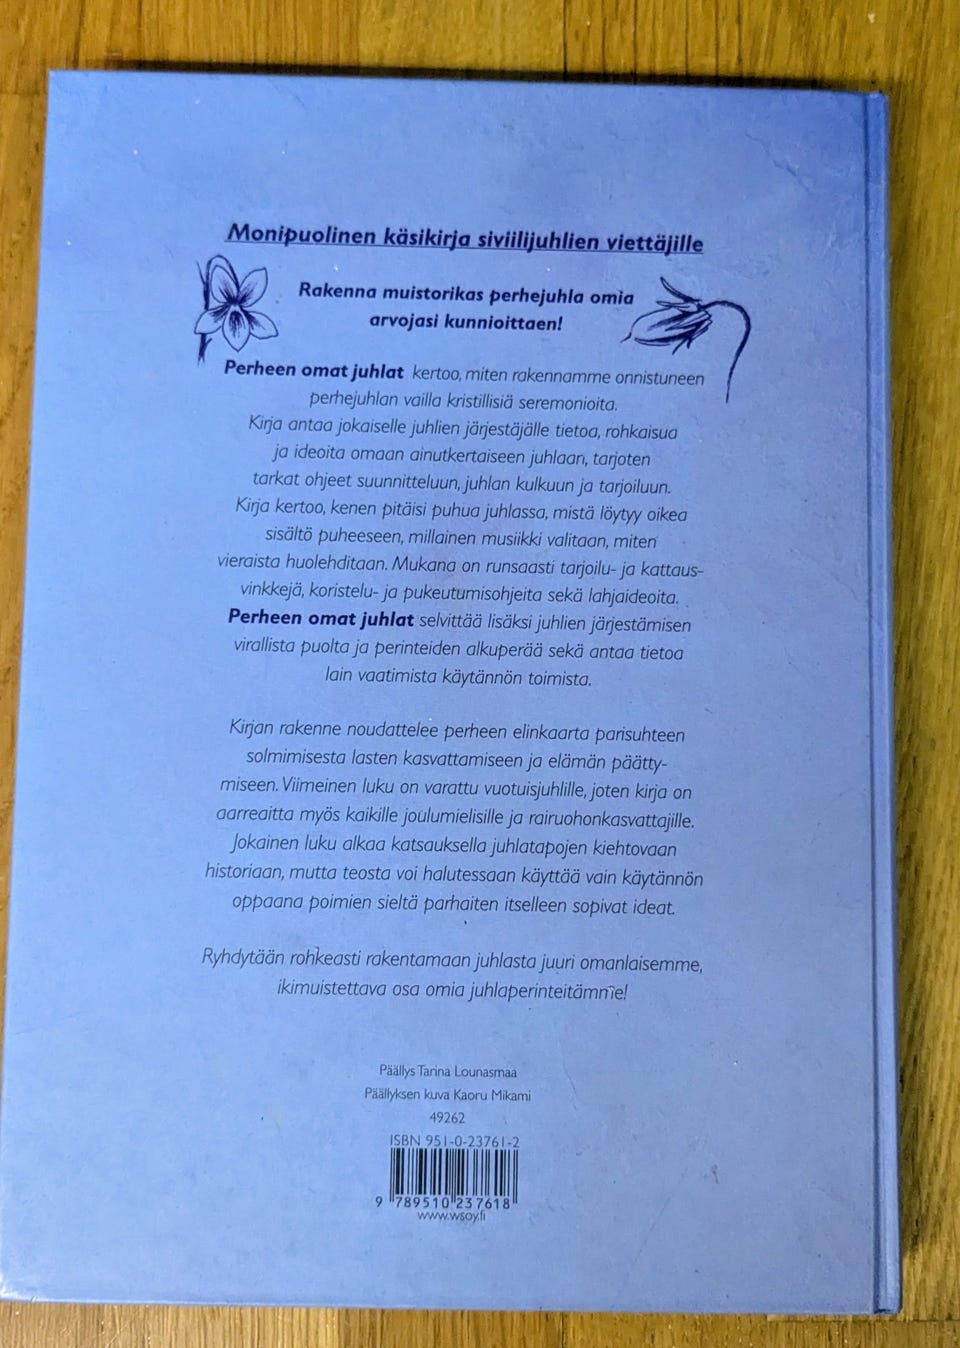 Monipuolinen käsikirja siviilijuhlien viettäjille
Rakenna muistorikas perhejuhla omia
arvojasi kunnioittaen!
Perheen omat juhlat kertoo, miten rakennamme onnistuneen
perhejuhlan vailla kristillisiä seremonioita.
Kirja antaa jokaiselle juhlien järjestäjälle tietoa, rohkaisua
ja ideoita omaan ainutkertaiseen juhlaan, tarjoten
tarkat ohjeet suunnitteluun, juhlan kulkuun ja tarjoiluun.
Kirja kertoo, kenen pitäisi puhua juhlassa, mistä löytyy oikea
sisältö puheeseen, millainen musiikki valitaan, miten
vieraista huolehditaan. Mukana on runsaasti tarjoilu- ja kattaus-
vinkkejä, koristelu- ja pukeutumisohjeita sekä lahjaideoita.
Perheen omat juhlat selvittää lisäksi juhlien järjestämisen
virallista puolta ja perinteiden alkuperää sekä antaa tietoa
lain vaatimista käytännön toimista.
Kirjan rakenne noudattelee perheen elinkaarta parisuhteen
solmimisesta lasten kasvattamiseen ja elämän päätty-
miseen. Viimeinen luku on varattu vuotuisjuhlille, joten kirja on
aarreaitta myös kaikille joulumielisille ja rairuohonkasvattajille.
Jokainen luku alkaa katsauksella juhlatapojen kiehtovaan
historiaan, mutta teosta voi halutessaan käyttää vain käytännön
oppaana poimien sieltä parhaiten itselleen sopivat ideat.
Ryhdytään rohkeasti rakentamaan juhlasta juuri omanlaisemme,
ikimuistettava osa omia juhlaperinteitämme!
Päällys Tarina Lounasmaa
Päällyksen kuva Kaoru Mikami
49262
ISBN 951-0-23761-2
9 789510 237618
www.wsoy.fi